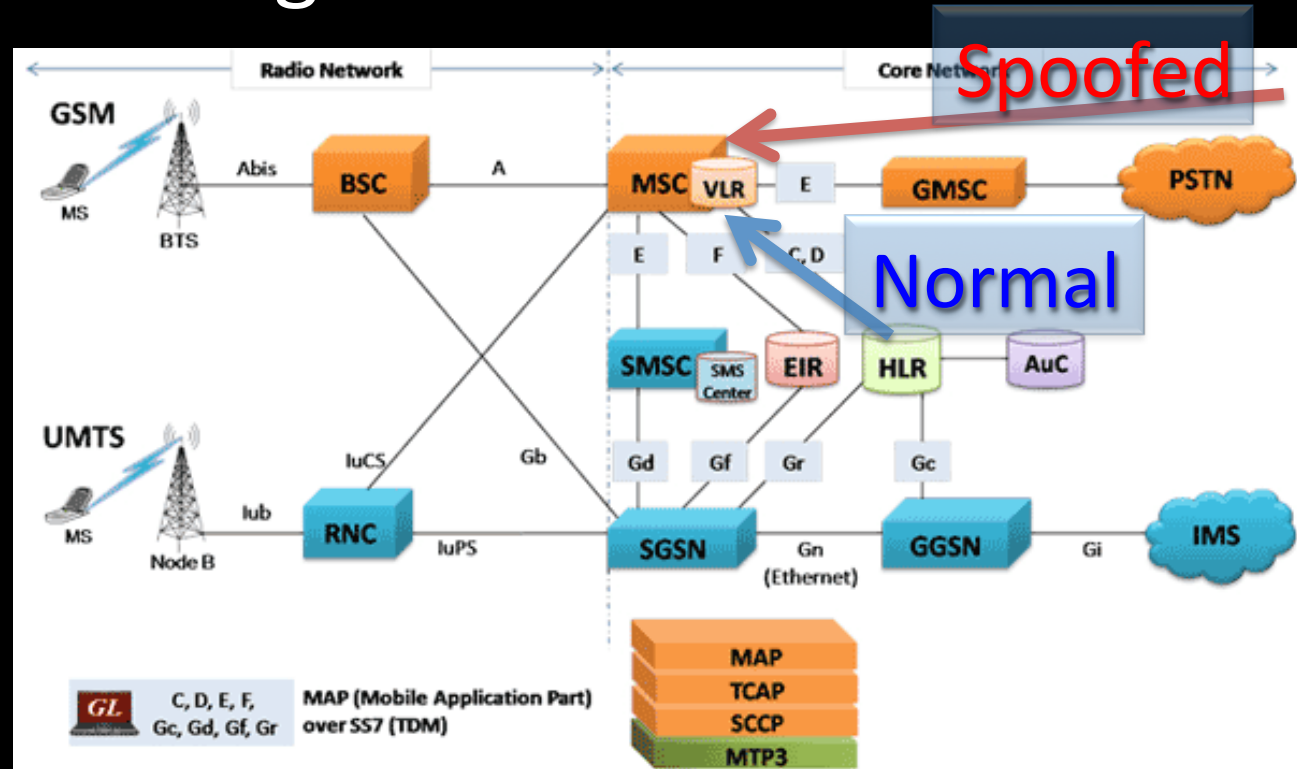 Radio Network
Core Network
Spoofed
GSM
MS
BTS
Abis
BSC
A
MSC
VLR
E
GMSC
PSTN
E
F
C, D
Normal
SMSC
SMS
Center
EIR
HLR
AuC
UMTS
MS
Node B
Iub
RNC
IuCS
Gb
IuPS
Gd
Gf
Gr
Gc
SGSN
Gn
(Ethernet)
GGSN
Gi
IMS
MAP
TCAP
SCCP
MTP3
GL
C, D, E, F,
Gc, Gd, Gf, Gr
MAP (Mobile Application Part)
over SS7 (TDM)